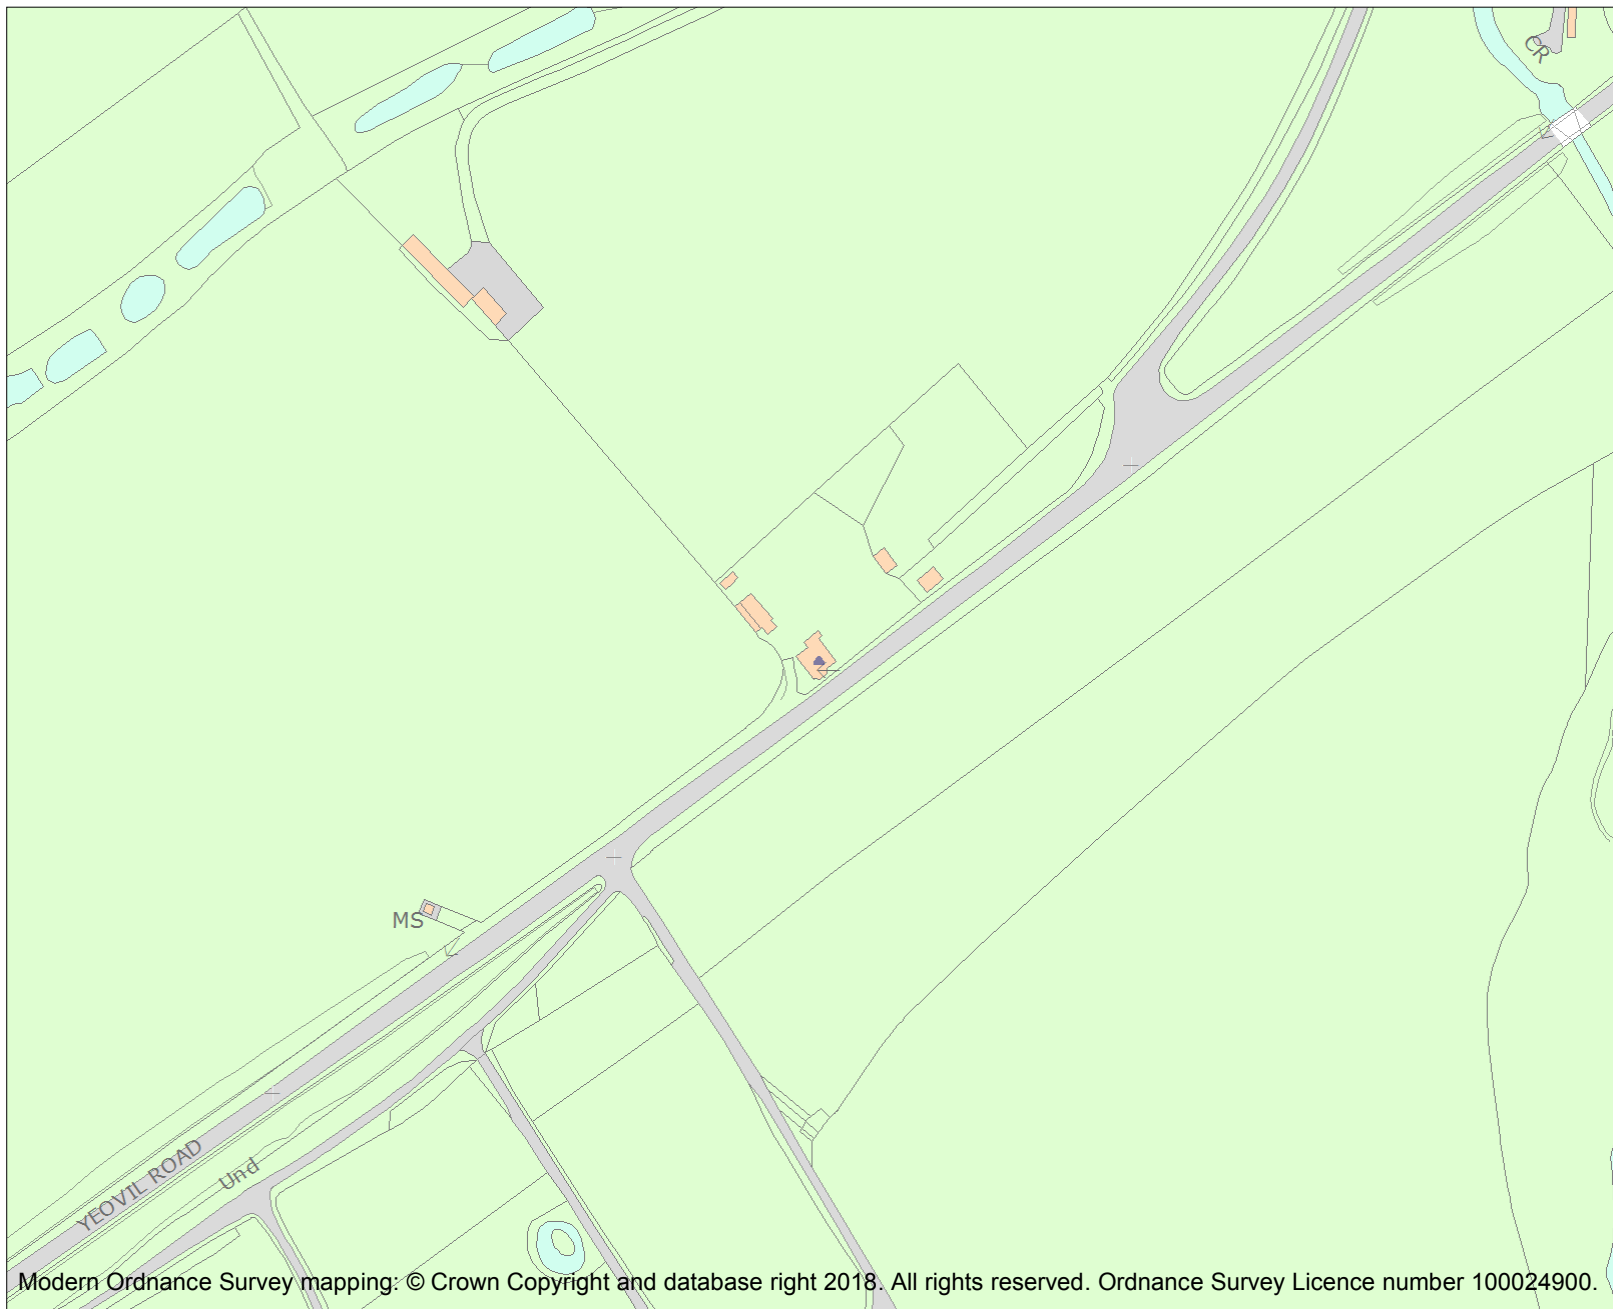 CR
MS
YEOVIL ROAD
Und
Modern Ordnance Survey mapping: © Crown Copyright and database right 2018. All rights reserved. Ordnance Survey Licence number 100024900.